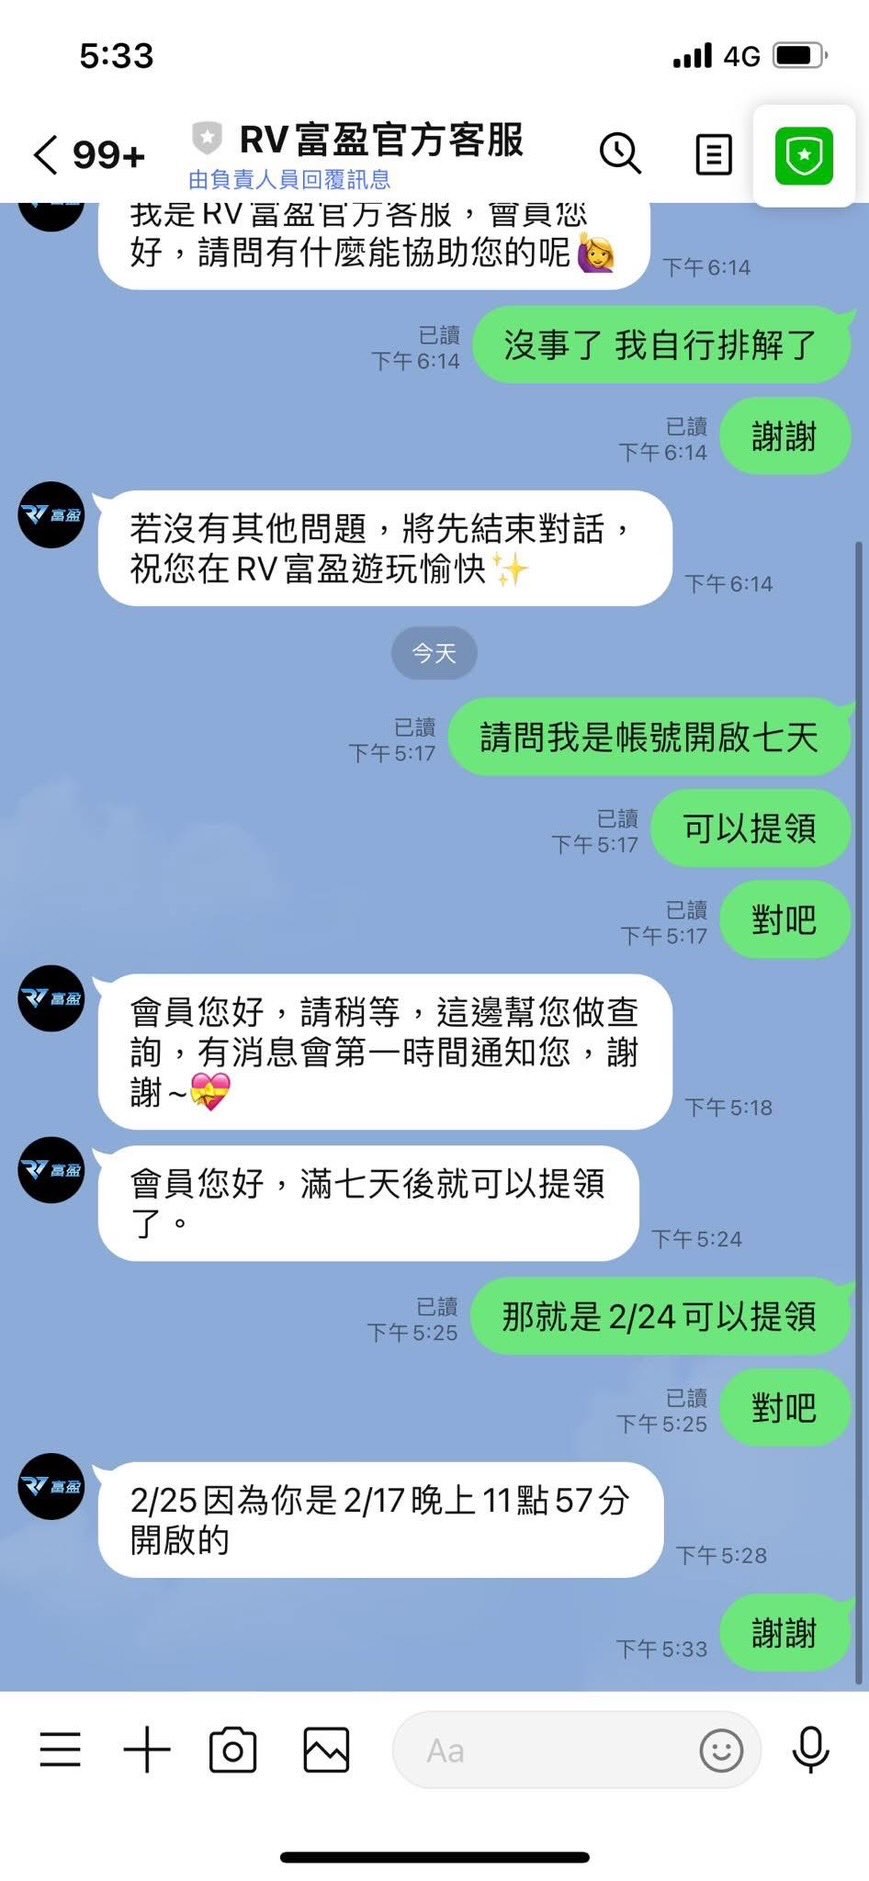 5:33
4G
99+
RV富盈官方客服
由負責人員回覆訊息
我是RV富盈官方客服，會員您
好，請問有什麼能協助您的呢🙋‍♀️
下午6:14
已讀
下午6:14
沒事了 我自行排解了
已讀
下午6:14
謝謝
RV富盈
若沒有其他問題，將先結束對話，
祝您在RV富盈遊玩愉快✨
下午6:14
今天
已讀
下午5:17
請問我是帳號開啟七天
已讀
下午5:17
可以提領
已讀
下午5:17
對吧
RV富盈
會員您好，請稍等，這邊幫您做查
詢，有消息會第一時間通知您，謝
謝~💝
下午5:18
RV富盈
會員您好，滿七天後就可以提領
了。
下午5:24
已讀
下午5:25
那就是2/24可以提領
已讀
下午5:25
對吧
RV富盈
2/25因為你是2/17晚上11點57分
開啟的
下午5:28
下午5:33
謝謝
Aa